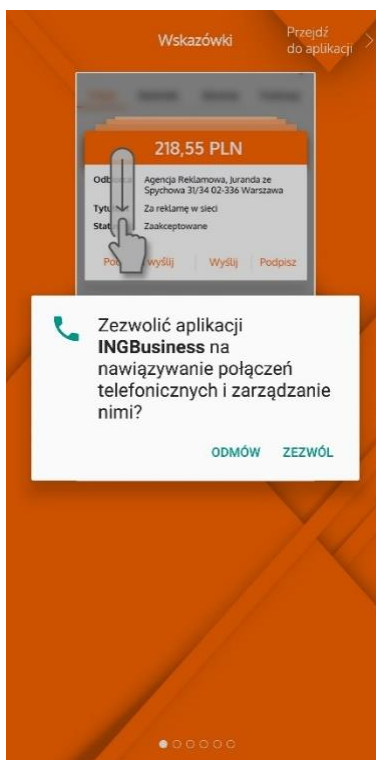 Wskazówki
Przejdź
do aplikacji
218,55 PLN
Agencja Reklamowa, Juranda ze
Spychowa 31/34 02-336 Warszawa
Za reklamę w sieci
Zaakceptowane
wyślij Wyślij Podpisz
Zezwolić aplikacji
INGBusiness na
nawiązywanie połączeń
telefonicznych i zarządzanie
nimi?
ODMÓW ZEZWÓL